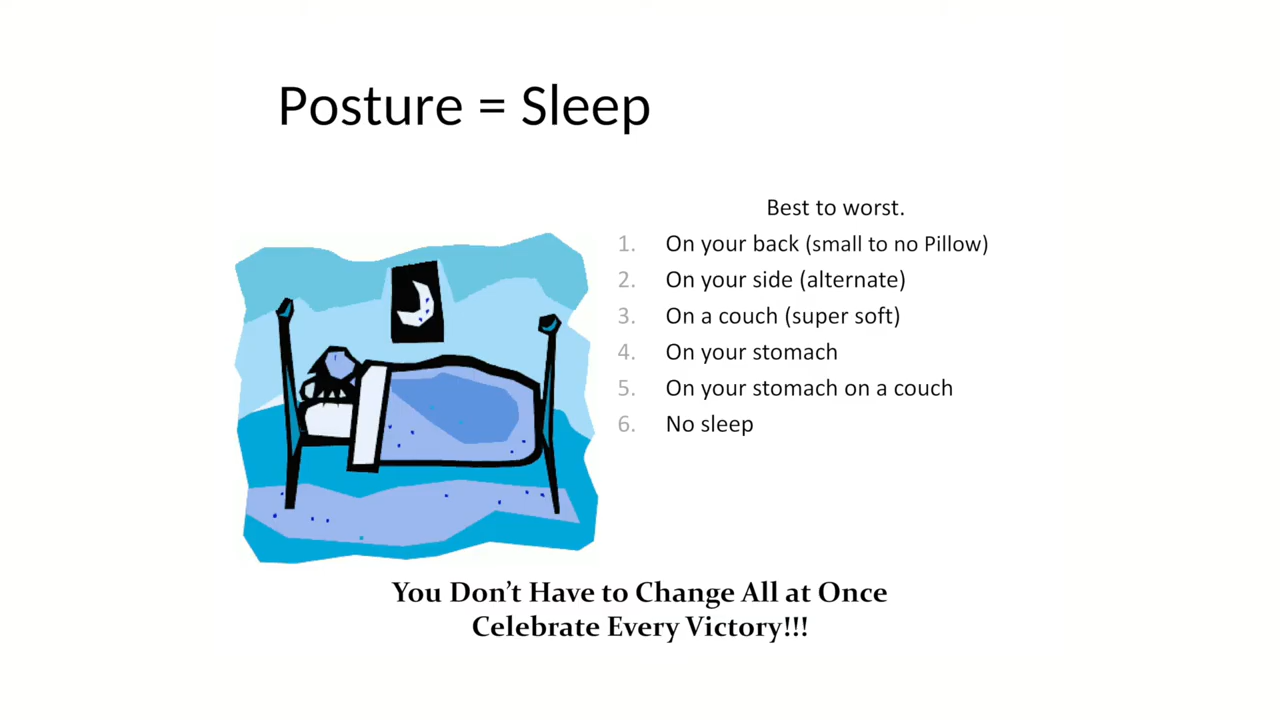 Posture = Sleep
Best to worst.
1. On your back (small to no Pillow)
2. On your side (alternate)
3. On a couch (super soft)
4. On your stomach
5. On your stomach on a couch
6. No sleep
You Don’t Have to Change All at Once
Celebrate Every Victory!!!